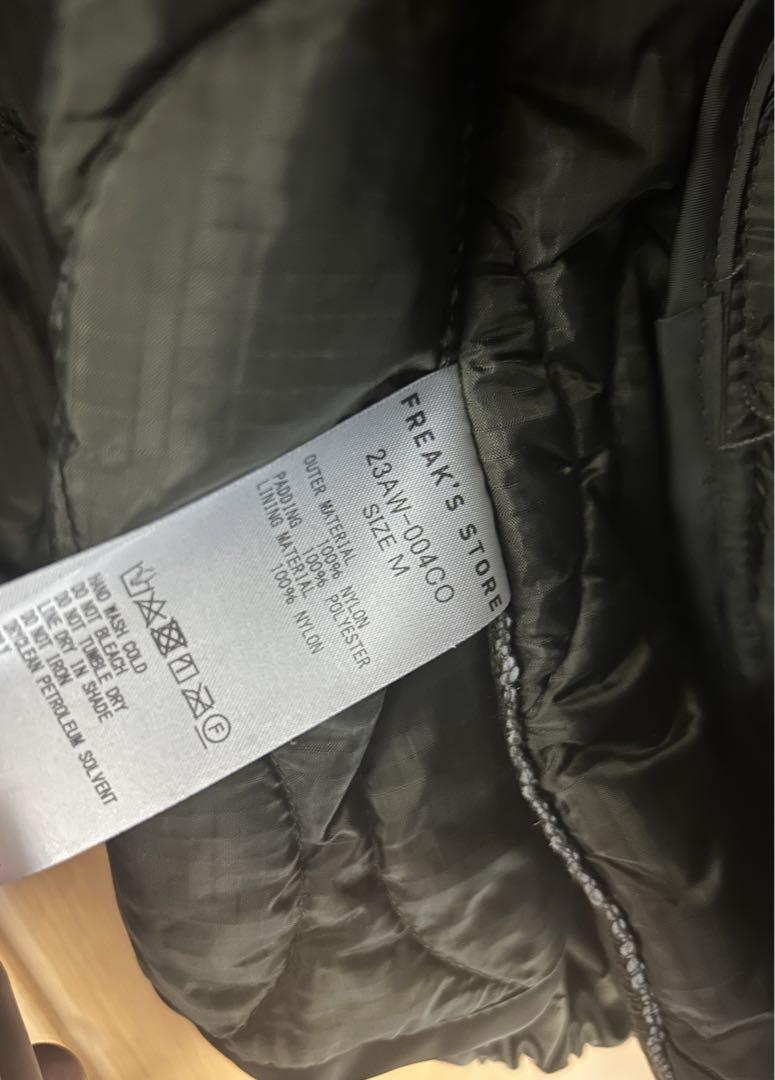 FREAK'S STORE
23AW-004CO
SIZE M
OUTER MATERIAL
100% NYLON
PADDING 100% POLYESTER
LINING MATERIAL
100% NYLON
F
HAND WASH COLD
DO NOT BLEACH
DO NOT TUMBLE DRY
LINE DRY IN SHADE
DO NOT IRON
DRYCLEAN PETROLEUM SOLVENT